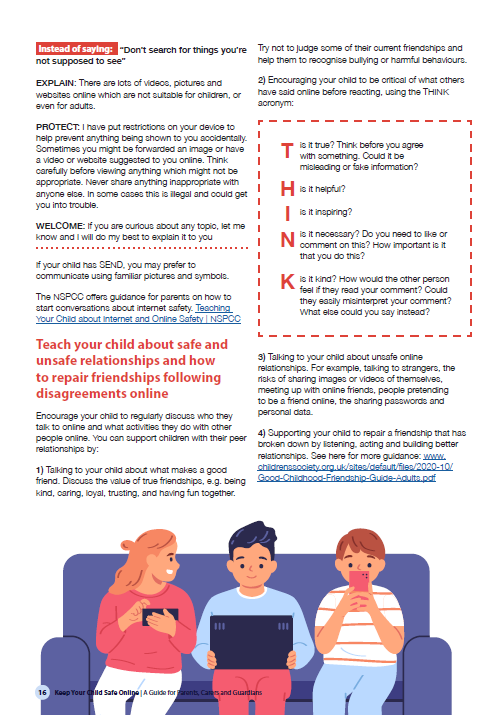 Instead of saying: "Don't search for things you're
not supposed to see"
EXPLAIN: There are lots of videos, pictures and
websites online which are not suitable for children, or
even for adults.
PROTECT: I have put restrictions on your device to
help prevent anything being shown to you accidentally.
Sometimes you might be forwarded an image or have
a video or website suggested to you online. Think
carefully before viewing anything which might not be
appropriate. Never share anything inappropriate with
anyone else. In some cases this is illegal and could get
you into trouble.
WELCOME: If you are curious about any topic, let me
know and I will do my best to explain it to you
If your child has SEND, you may prefer to
communicate using familiar pictures and symbols.
The NSPCC offers guidance for parents on how to
start conversations about internet safety. Teaching
Your Child about Internet and Online Safety | NSPCC
Teach your child about safe and
unsafe relationships and how
to repair friendships following
disagreements online
Encourage your child to regularly discuss who they
talk to online and what activities they do with other
people online. You can support children with their peer
relationships by:
1) Talking to your child about what makes a good
friend. Discuss the value of true friendships, e.g. being
kind, caring, loyal, trusting, and having fun together.
Try not to judge some of their current friendships and
help them to recognise bullying or harmful behaviours.
2) Encouraging your child to be critical of what others
have said online before reacting, using the THINK
acronym:
T is it true? Think before you agree
with something. Could it be
misleading or fake information?
H is it helpful?
I is it inspiring?
N is it necessary? Do you need to like or
comment on this? How important is it
that you do this?
K is it kind? How would the other person
feel if they read your comment? Could
they easily misinterpret your comment?
What else could you say instead?
3) Talking to your child about unsafe online
relationships. For example, talking to strangers, the
risks of sharing images or videos of themselves,
meeting up with online friends, people pretending
to be a friend online, the sharing passwords and
personal data.
4) Supporting your child to repair a friendship that has
broken down by listening, acting and building better
relationships. See here for more guidance: www.
childrenssociety.org.uk/sites/default/files/2020-10/
Good-Childhood-Friendship-Guide-Adults.pdf
16 Keep Your Child Safe Online | A Guide for Parents, Carers and Guardians